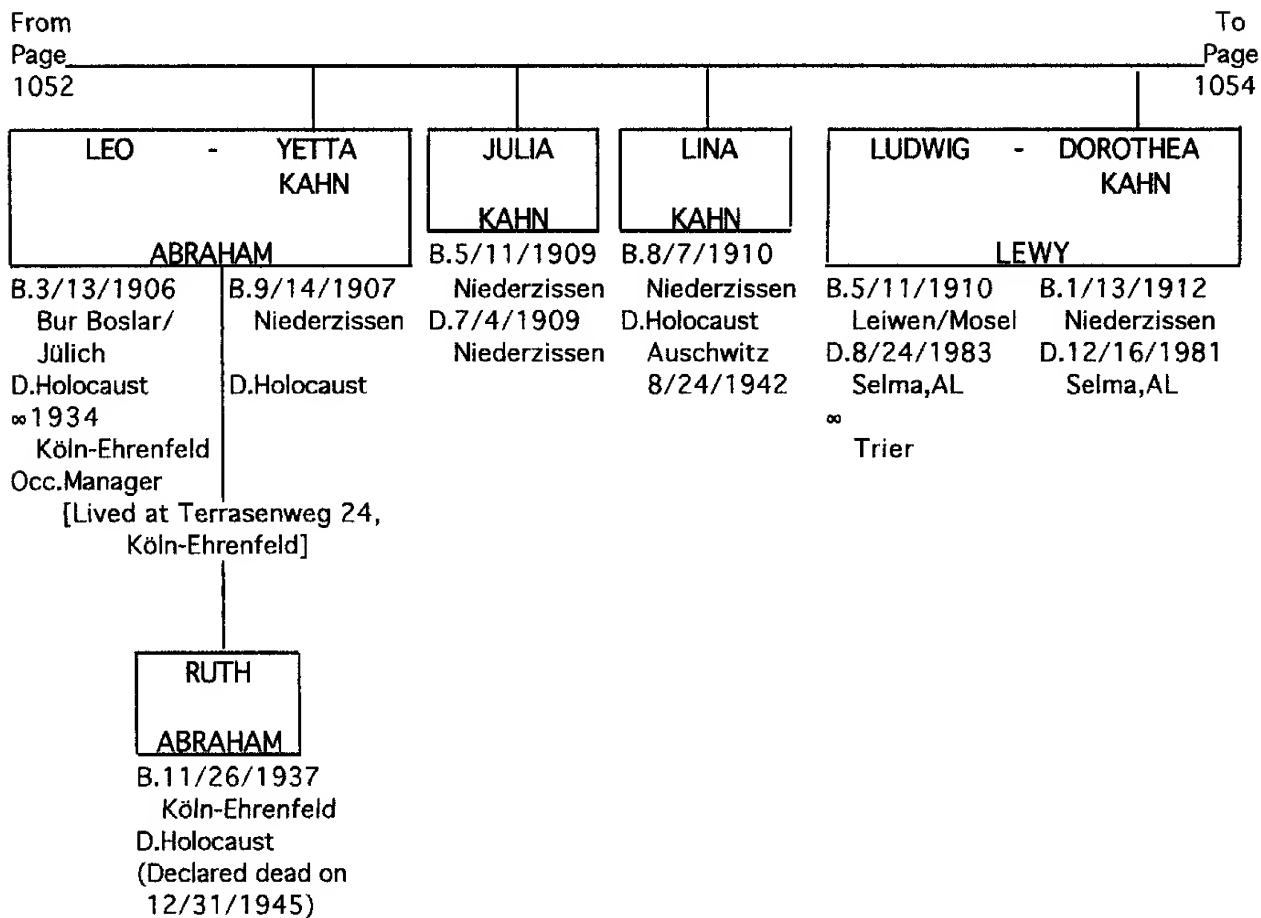 From
Page
1052
To
Page
1054
LEO - YETTA
KAHN
ABRAHAM
B.3/13/1906
Bur Boslar/
Jülich
D.Holocaust
∞1934
Köln-Ehrenfeld
Occ.Manager
[Lived at Terrasenweg 24,
Köln-Ehrenfeld]
B.9/14/1907
Niederzissen
D.Holocaust
JULIA
KAHN
B.5/11/1909
Niederzissen
D.7/4/1909
Niederzissen
LINA
KAHN
B.8/7/1910
Niederzissen
D.Holocaust
Auschwitz
8/24/1942
LUDWIG - DOROTHEA
KAHN
LEWY
B.5/11/1910
Leiwen/Mosel
D.8/24/1983
Selma,AL
∞
Trier
B.1/13/1912
Niederzissen
D.12/16/1981
Selma,AL
RUTH
ABRAHAM
B.11/26/1937
Köln-Ehrenfeld
D.Holocaust
(Declared dead on
12/31/1945)